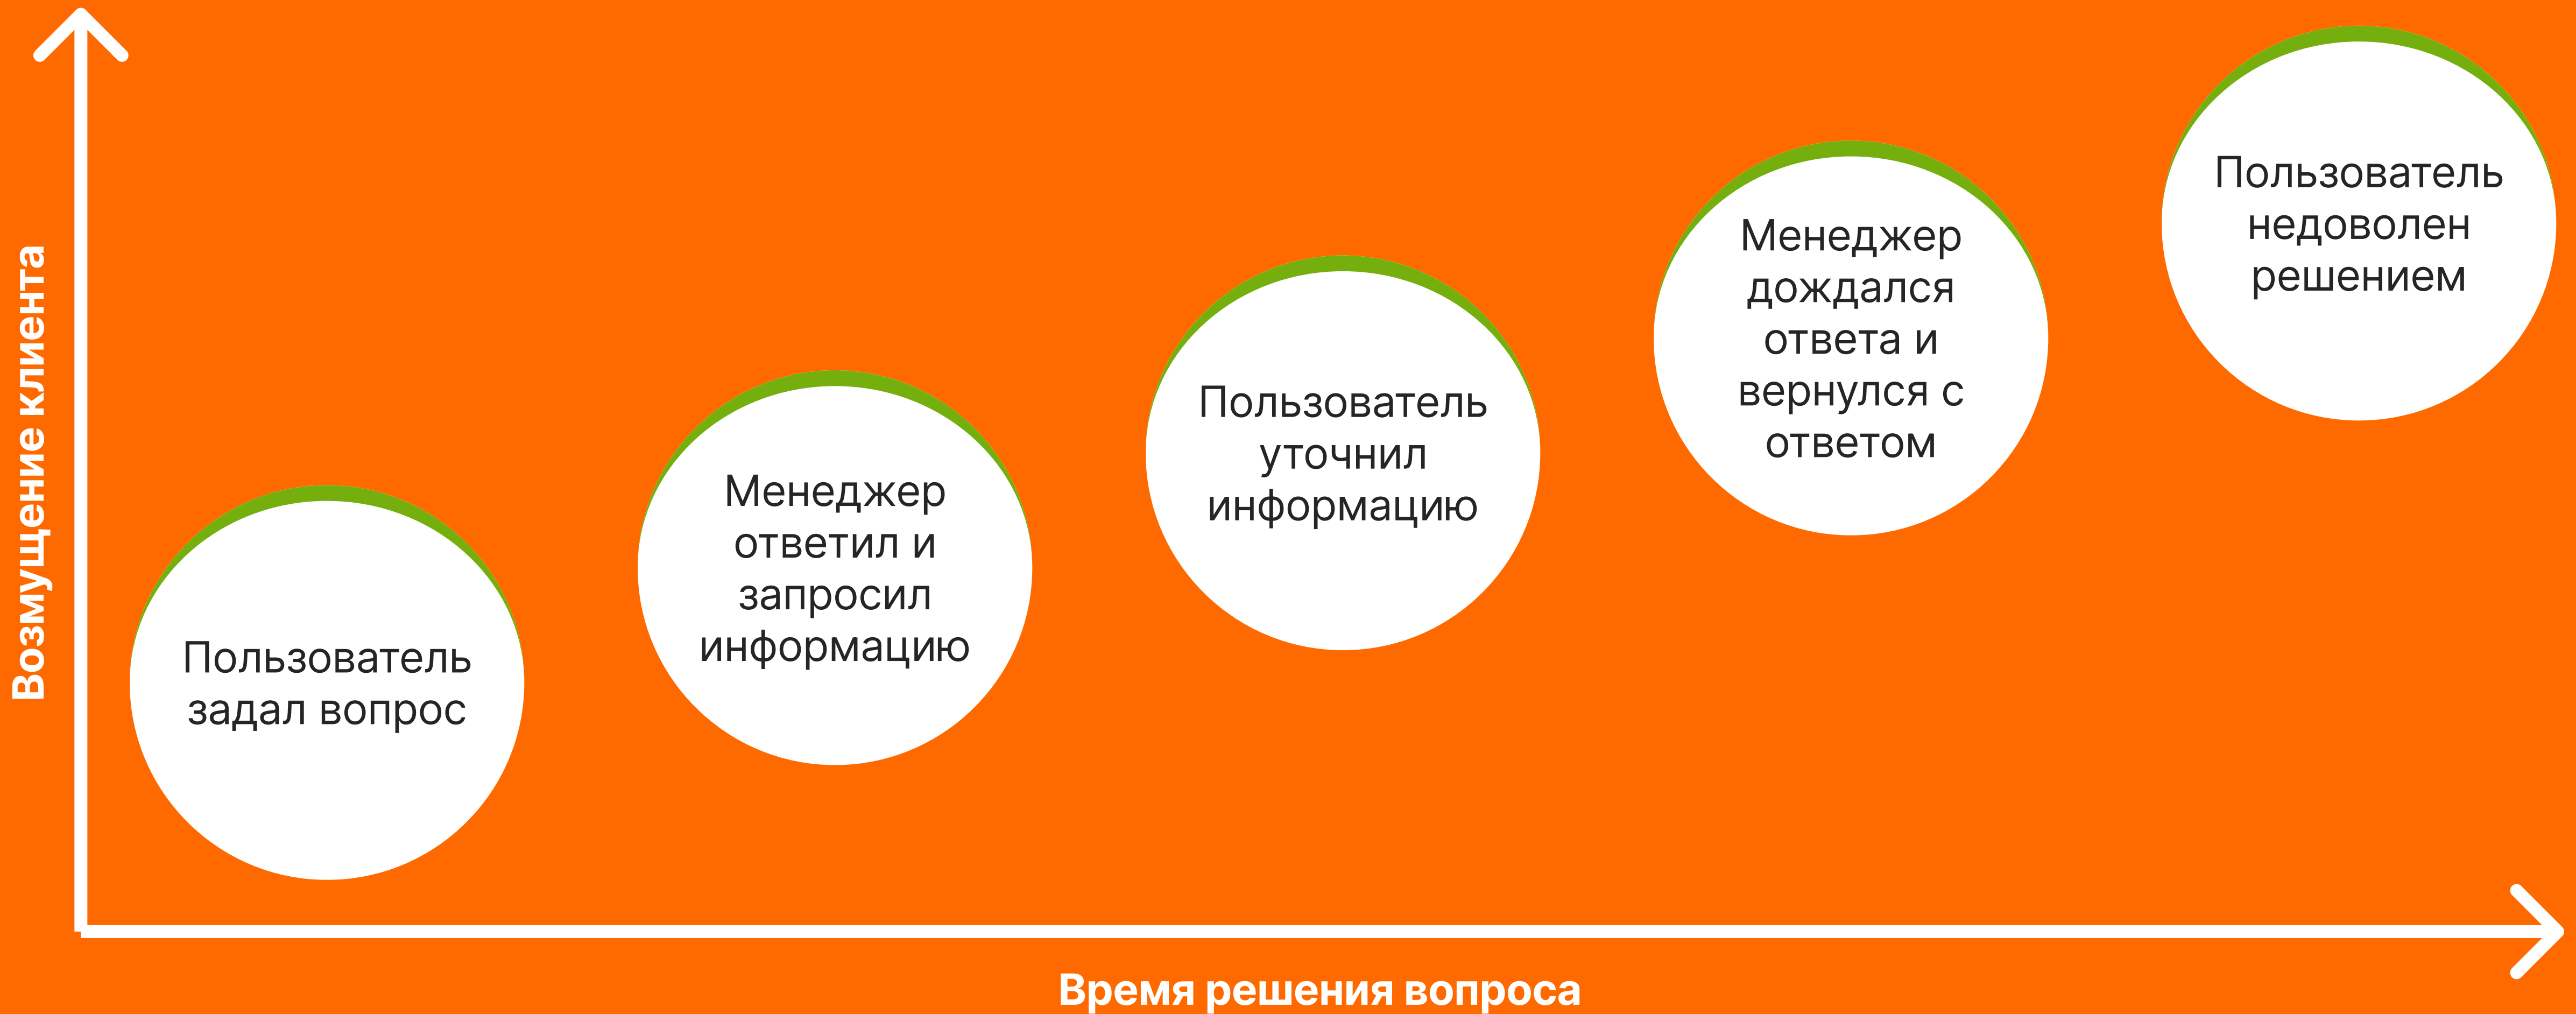 Возмущение клиента
Пользователь
задал вопрос
Менеджер
ответил и
запросил
информацию
Пользователь
уточнил
информацию
Менеджер
дождался
ответа и
вернулся с
ответом
Пользователь
недоволен
решением
Время решения вопроса